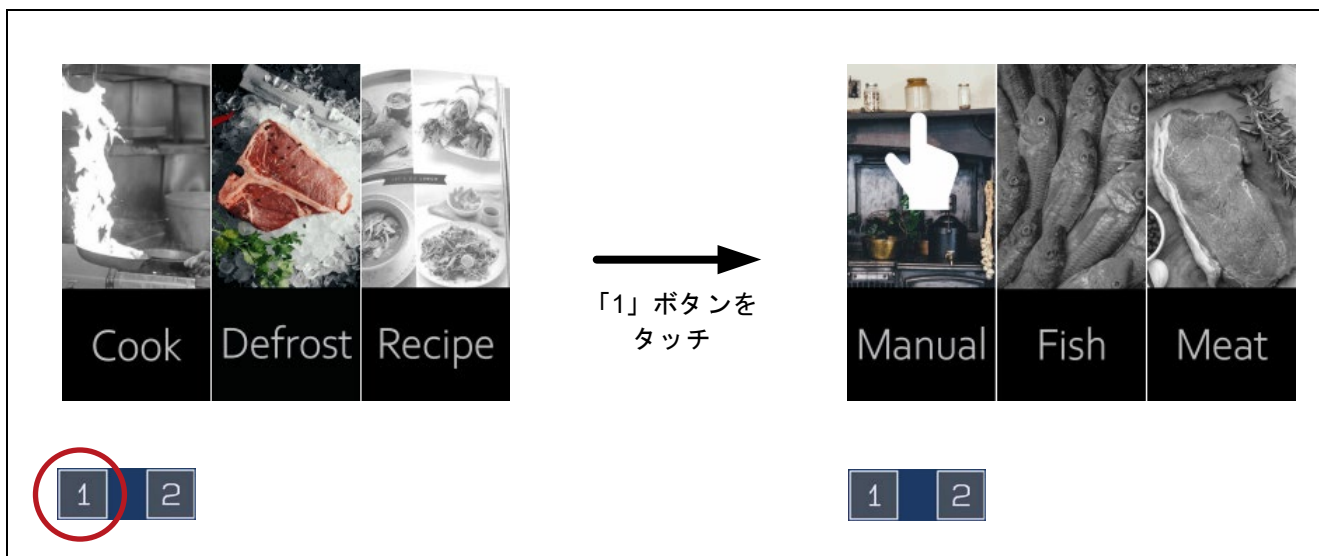 Cook
Defrost
Recipe
「1」ボタンを
タッチ
Manual
Fish
Meat
1
2
1
2